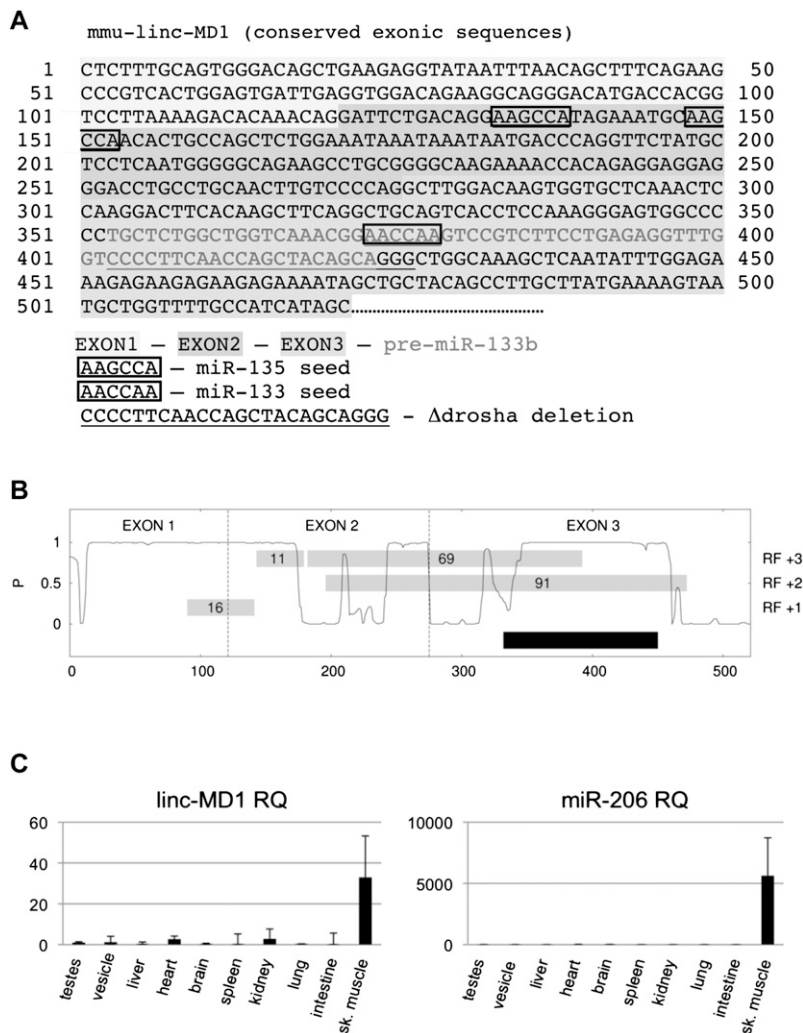 A
mmu-linc-MD1 (conserved exonic sequences)
1 CTCTTTGCAGTGGGACAGCTGAAGAGGTATAATTTAACAGCTTTCAGAAG 50
51 CCGTCACTGGAGTGATTGAGGTGGACAGAAGGCAGGGACATGACCACGG 100
101 TCCTTAAAAGACACAAACAGGATTCTGACAGGAAGCCATAGAAATGCAAG 150
151 CCAACACTGCCAGCTCTGGAAATAAATAAATAATGACCCAGGTTCTATGC 200
201 TCCTCAATGGGGGCAGAAGCCTGCGGGGCAAGAAAACCACAGAGGAGGAG 250
251 GGACCTGCCTGCAACTTGTCCCCCAGGCTTGGACAAGTGGTGCTCAAACTC 300
301 CAAGGACTTCACAAGCTTCAGGCTGCAGTCACCTCCAAAGGGAGTGGCCC 350
351 CCTGCTCTGGCTGGTCAAACGGAACCAAGTCCGTCTTCCTGAGAGGTTTG 400
401 GTCCCCTTCAACCAGCTACAGCAGGGCTGGCAAAGCTCAATATTTGGAGA 450
451 AAGAGAAGAGAAGAGAAAATAGCTGCTACAGCCTTGCTTATGAAAAGTAA 500
501 TGCTGGTTTTGCCATCATAGC..............................
EXON1 – EXON2 – EXON3 – pre-miR-133b
AAGCCA – miR-135 seed
AACCAA – miR-133 seed
CCCCTTCAACCAGCTACAGCAGGG - Δdrosha deletion
B
EXON 1 EXON 2 EXON 3
1
11 69 RF +3
P 0.5 91 RF +2
16 RF +1
0
0 100 200 300 400 500
C
linc-MD1 RQ
60
40
20
0
testes vesicle liver heart brain spleen kidney lung intestine sk. muscle
miR-206 RQ
10000
5000
0
testes vesicle liver heart brain spleen kidney lung intestine sk. muscle